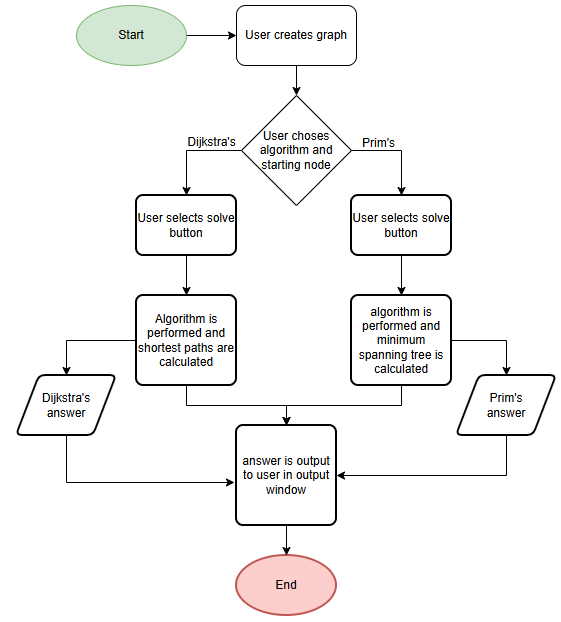 Start
User creates graph
User choses
algorithm and
starting node
Dijkstra's
Prim's
User selects solve
button
User selects solve
button
Algorithm is
performed and
shortest paths are
calculated
algorithm is
performed and
minimum
spanning tree is
calculated
Dijkstra's
answer
Prim's
answer
answer is output
to user in output
window
End